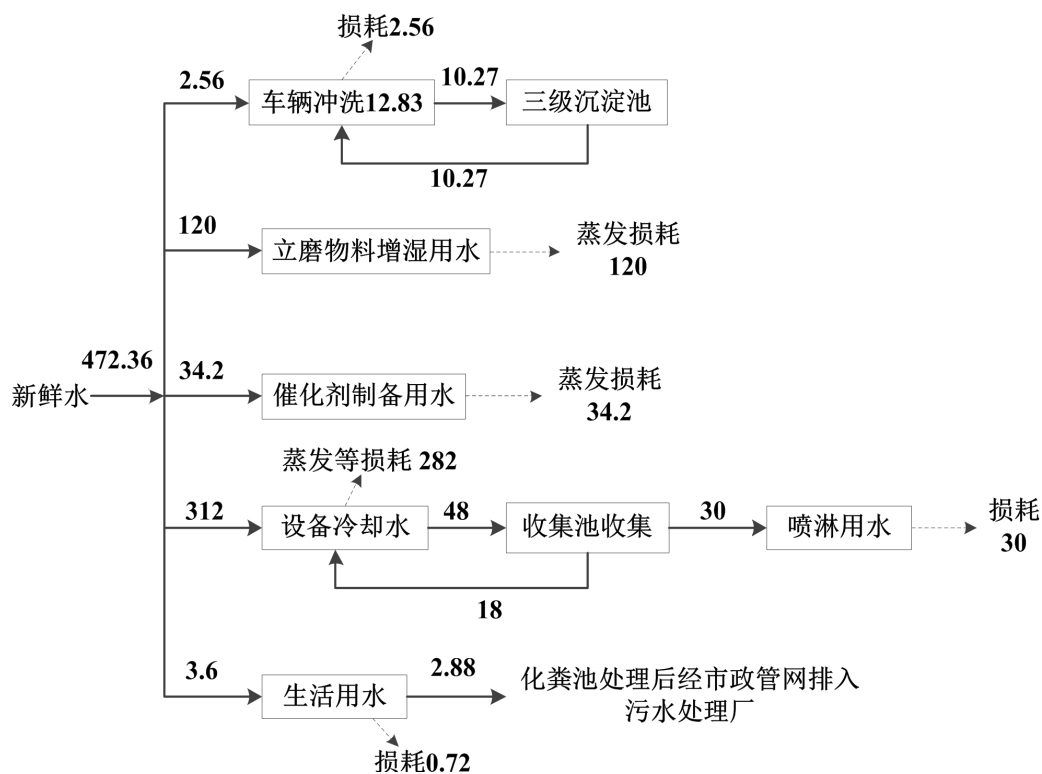 损耗2.56
2.56
车辆冲洗12.83
10.27
三级沉淀池
10.27
120
立磨物料增湿用水
蒸发损耗
120
新鲜水
472.36
34.2
催化剂制备用水
蒸发损耗
34.2
蒸发等损耗 282
312
设备冷却水
48
收集池收集
30
喷淋用水
损耗
30
18
3.6
生活用水
2.88
化粪池处理后经市政管网排入
污水处理厂
损耗0.72